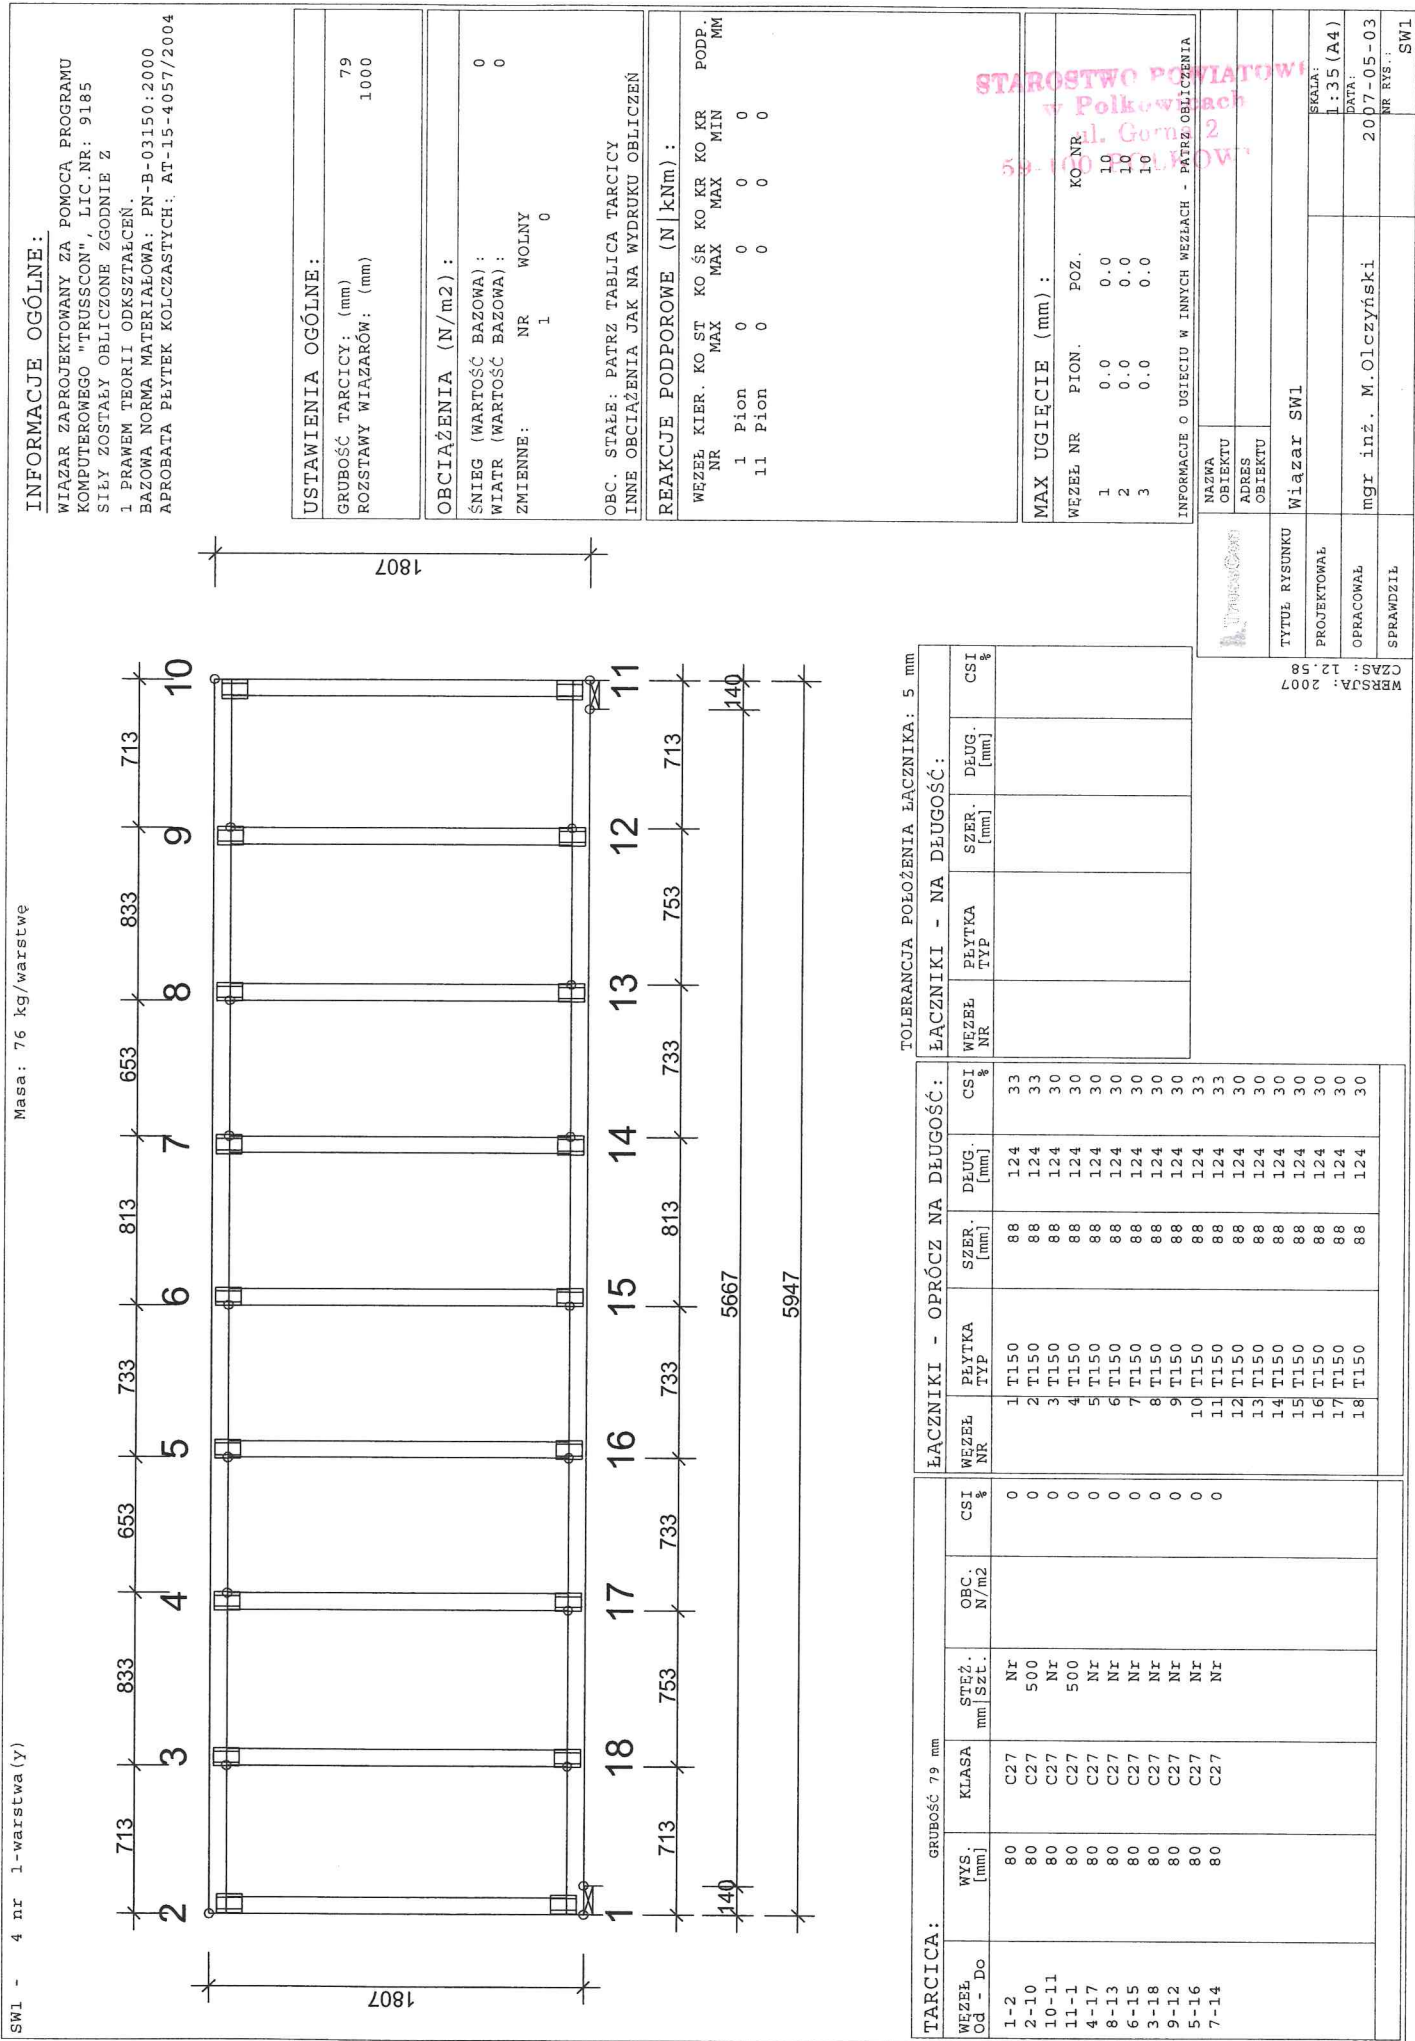 SW1 - 4 nr 1-warstwa(y)
Masa: 76 kg/warstwę
713 833 653 733 813 653 833 713
2 3 4 5 6 7 8 9 10
1807
1807
1 18 17 16 15 14 13 12 11
713 753 733 733 813 733 753 713
140 5667 140
5947
INFORMACJE OGÓLNE:
WIĄZAR ZAPROJEKTOWANY ZA POMOCĄ PROGRAMU
KOMPUTEROWEGO "TRUSSCON", LIC.NR: 9185
SIŁY ZOSTAŁY OBLICZONE ZGODNIE Z
1 PRAWEM TEORII ODKSZTAŁCEŃ.
BAZOWA NORMA MATERIAŁOWA: PN-B-03150:2000
APROBATA PŁYTEK KOLCZASTYCH: AT-15-4057/2004
USTAWIENIA OGÓLNE:
GRUBOŚĆ TARCICY: (mm) 79
ROZSTAWY WIĄZARÓW: (mm) 1000
OBCIĄŻENIA (N/m2):
ŚNIEG (WARTOŚĆ BAZOWA): 0
WIATR (WARTOŚĆ BAZOWA): 0
ZMIENNE: NR WOLNY
1 0
OBC. STAŁE: PATRZ TABLICA TARCICY
INNE OBCIĄŻENIA JAK NA WYDRUKU OBLICZEŃ
REAKCJE PODPOROWE (N|kNm):
WĘZEŁ KIER. KO ST KO ŚR KO KR KO KR PODP.
NR MAX MAX MAX MIN MM
1 Pion 0 0 0 0
11 Pion 0 0 0 0
MAX UGIĘCIE (mm):
WĘZEŁ NR PION. POZ. KO NR
1 0.0 0.0 10
2 0.0 0.0 10
3 0.0 0.0 10
INFORMACJE O UGIĘCIU W INNYCH WĘZŁACH - PATRZ OBLICZENIA
STAROSTWO POWIATOWE
w Polkowicach
ul. Górna 2
59-100 POLKOW
TOLERANCJA POŁOŻENIA ŁĄCZNIKA: 5 mm
TARCICA: GRUBOŚĆ 79 mm
WĘZEŁ WYS. KLASA STĘŻ. OBC. CSI
Od - Do [mm] mm|Szt. N/m2 %
1-2 80 C27 Nr 0
2-10 80 C27 500 0
10-11 80 C27 Nr 0
11-1 80 C27 500 0
4-17 80 C27 Nr 0
8-13 80 C27 Nr 0
6-15 80 C27 Nr 0
3-18 80 C27 Nr 0
9-12 80 C27 Nr 0
5-16 80 C27 Nr 0
7-14 80 C27 Nr 0
ŁĄCZNIKI - OPRÓCZ NA DŁUGOŚĆ:
WĘZEŁ PŁYTKA SZER. DŁUG. CSI
NR TYP [mm] [mm] %
1 T150 88 124 33
2 T150 88 124 33
3 T150 88 124 30
4 T150 88 124 30
5 T150 88 124 30
6 T150 88 124 30
7 T150 88 124 30
8 T150 88 124 30
9 T150 88 124 30
10 T150 88 124 33
11 T150 88 124 33
12 T150 88 124 30
13 T150 88 124 30
14 T150 88 124 30
15 T150 88 124 30
16 T150 88 124 30
17 T150 88 124 30
18 T150 88 124 30
ŁĄCZNIKI - NA DŁUGOŚĆ:
WĘZEŁ PŁYTKA SZER. DŁUG. CSI
NR TYP [mm] [mm] %
WERSJA: 2007
CZAS: 12.58
TrussCon
NAZWA
OBIEKTU
ADRES
OBIEKTU
TYTUŁ RYSUNKU Wiązar SW1
PROJEKTOWAŁ
SKALA:
1:35(A4)
OPRACOWAŁ mgr inż. M.Olczyński
DATA:
2007-05-03
SPRAWDZIŁ
NR RYS.:
SW1